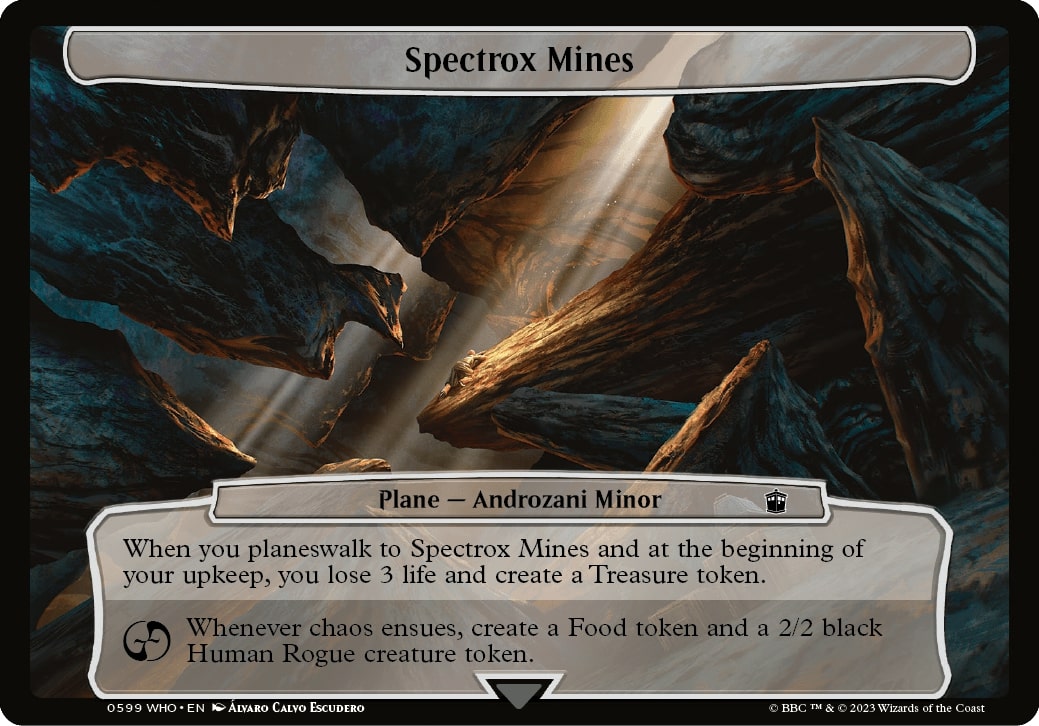 Spectrox Mines
Plane — Androzani Minor
When you planeswalk to Spectrox Mines and at the beginning of
your upkeep, you lose 3 life and create a Treasure token.
Whenever chaos ensues, create a Food token and a 2/2 black
Human Rogue creature token.
0599 WHO • EN Álvaro Calvo Escudero
© BBC ™ & © 2023 Wizards of the Coast